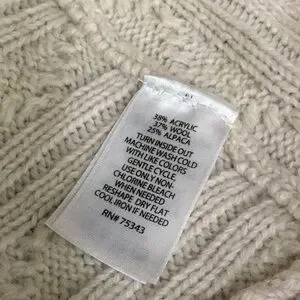 38% ACRYLIC
37% WOOL
25% ALPACA
TURN INSIDE OUT
MACHINE WASH COLD
WITH LIKE COLORS
GENTLE CYCLE.
USE ONLY NON-
CHLORINE BLEACH
WHEN NEEDED
RESHAPE DRY FLAT
COOL IRON IF NEEDED
RN# 75343